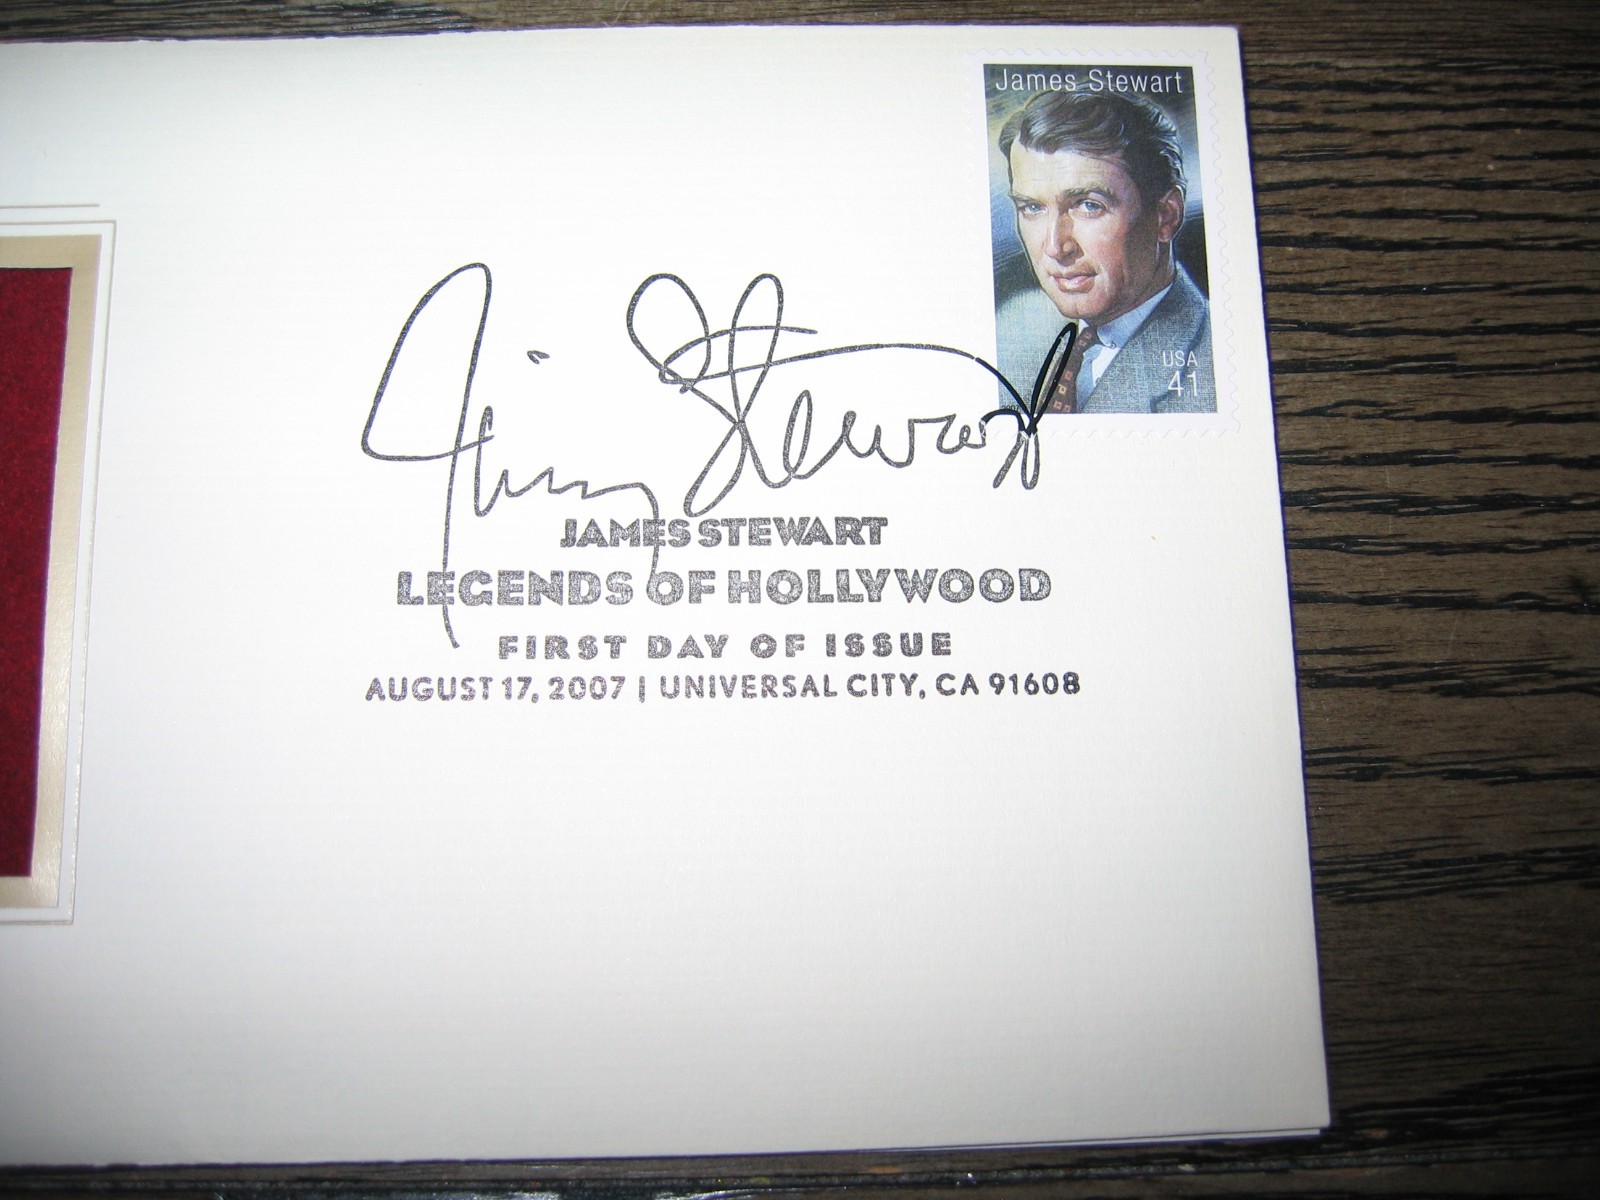 James Stewart
USA
41
2007
Jimmy Stewart
JAMES STEWART
LEGENDS OF HOLLYWOOD
FIRST DAY OF ISSUE
AUGUST 17, 2007 | UNIVERSAL CITY, CA 91608